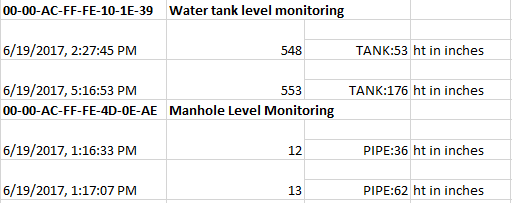 00-00-AC-FF-FE-10-1E-39 Water tank level monitoring
6/19/2017, 2:27:45 PM 548 TANK:53 ht in inches
6/19/2017, 5:16:53 PM 553 TANK:176 ht in inches
00-00-AC-FF-FE-4D-0E-AE Manhole Level Monitoring
6/19/2017, 1:16:33 PM 12 PIPE:36 ht in inches
6/19/2017, 1:17:07 PM 13 PIPE:62 ht in inches